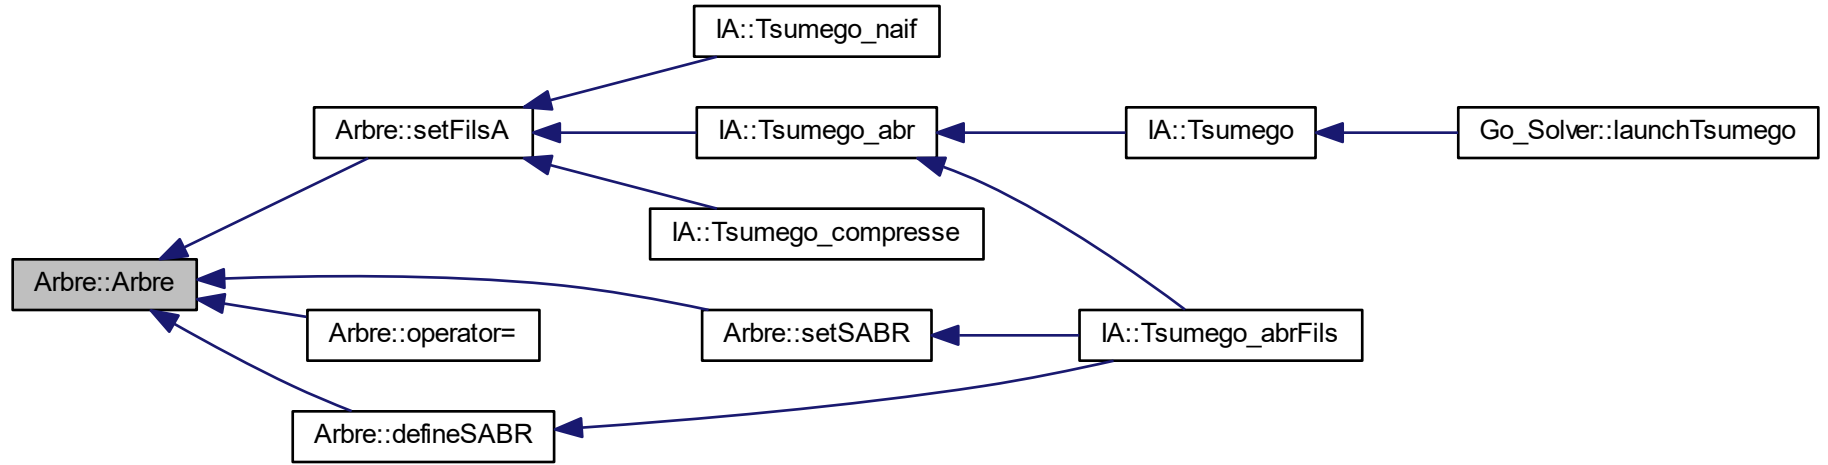 IA::Tsumego_naif
Arbre::setFilsA
IA::Tsumego_abr
IA::Tsumego
Go_Solver::launchTsumego
IA::Tsumego_compresse
Arbre::Arbre
Arbre::operator=
Arbre::setSABR
IA::Tsumego_abrFils
Arbre::defineSABR